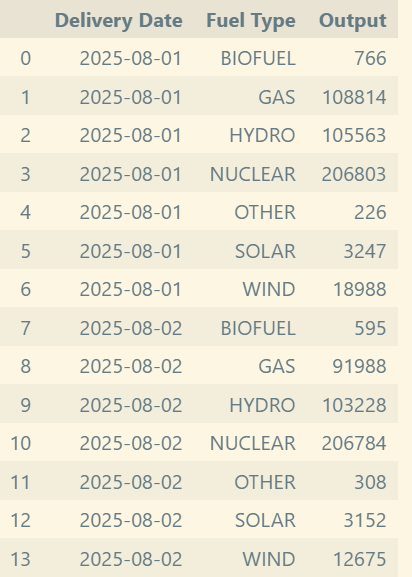 Delivery Date Fuel Type Output
0 2025-08-01 BIOFUEL 766
1 2025-08-01 GAS 108814
2 2025-08-01 HYDRO 105563
3 2025-08-01 NUCLEAR 206803
4 2025-08-01 OTHER 226
5 2025-08-01 SOLAR 3247
6 2025-08-01 WIND 18988
7 2025-08-02 BIOFUEL 595
8 2025-08-02 GAS 91988
9 2025-08-02 HYDRO 103228
10 2025-08-02 NUCLEAR 206784
11 2025-08-02 OTHER 308
12 2025-08-02 SOLAR 3152
13 2025-08-02 WIND 12675